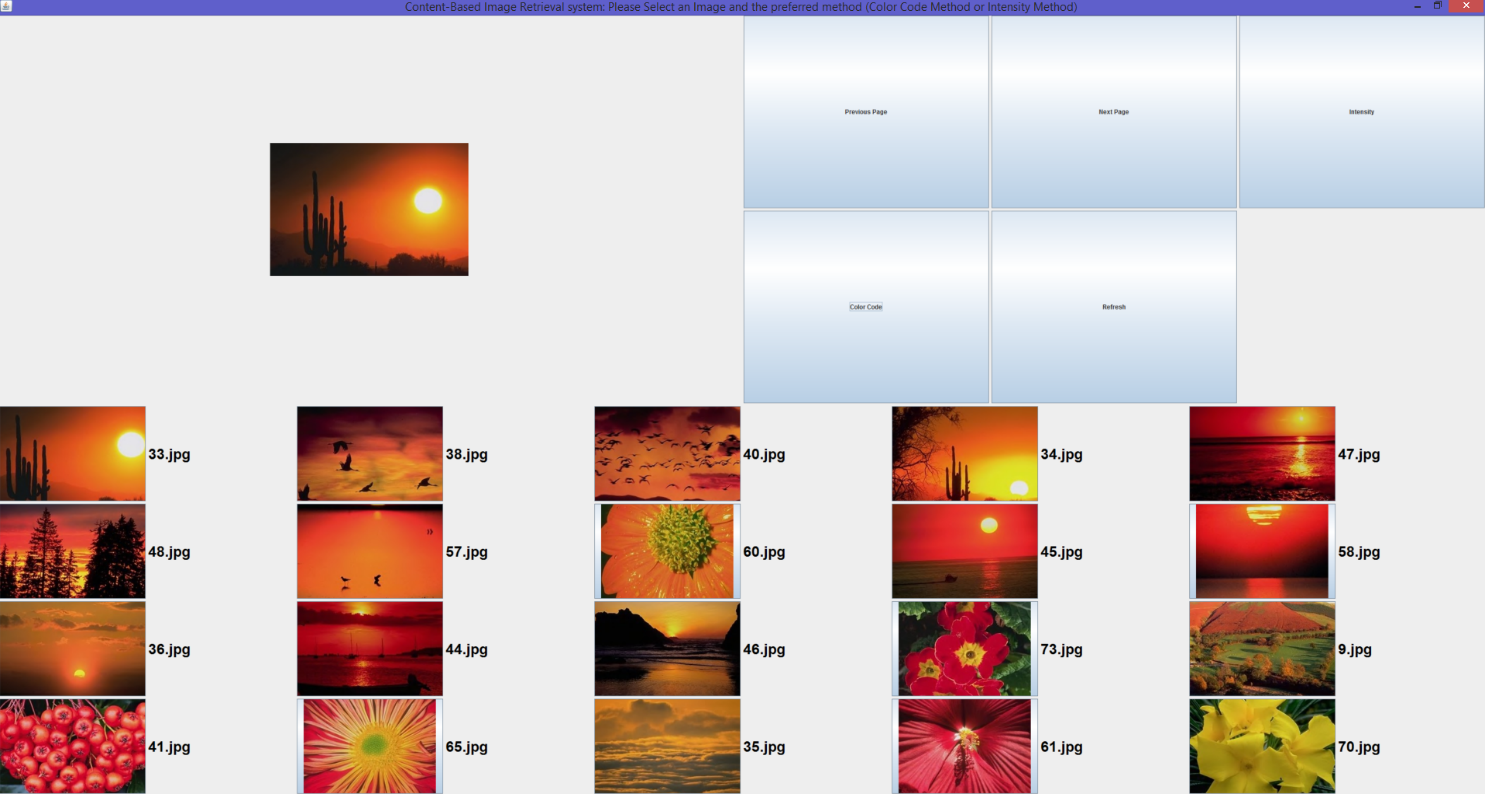 Content-Based Image Retrieval system: Please Select an Image and the preferred method (Color Code Method or Intensity Method)
Previous Page
Next Page
Intensity
Color Code
Refresh
33.jpg
38.jpg
40.jpg
34.jpg
47.jpg
48.jpg
57.jpg
60.jpg
45.jpg
58.jpg
36.jpg
44.jpg
46.jpg
73.jpg
9.jpg
41.jpg
65.jpg
35.jpg
61.jpg
70.jpg